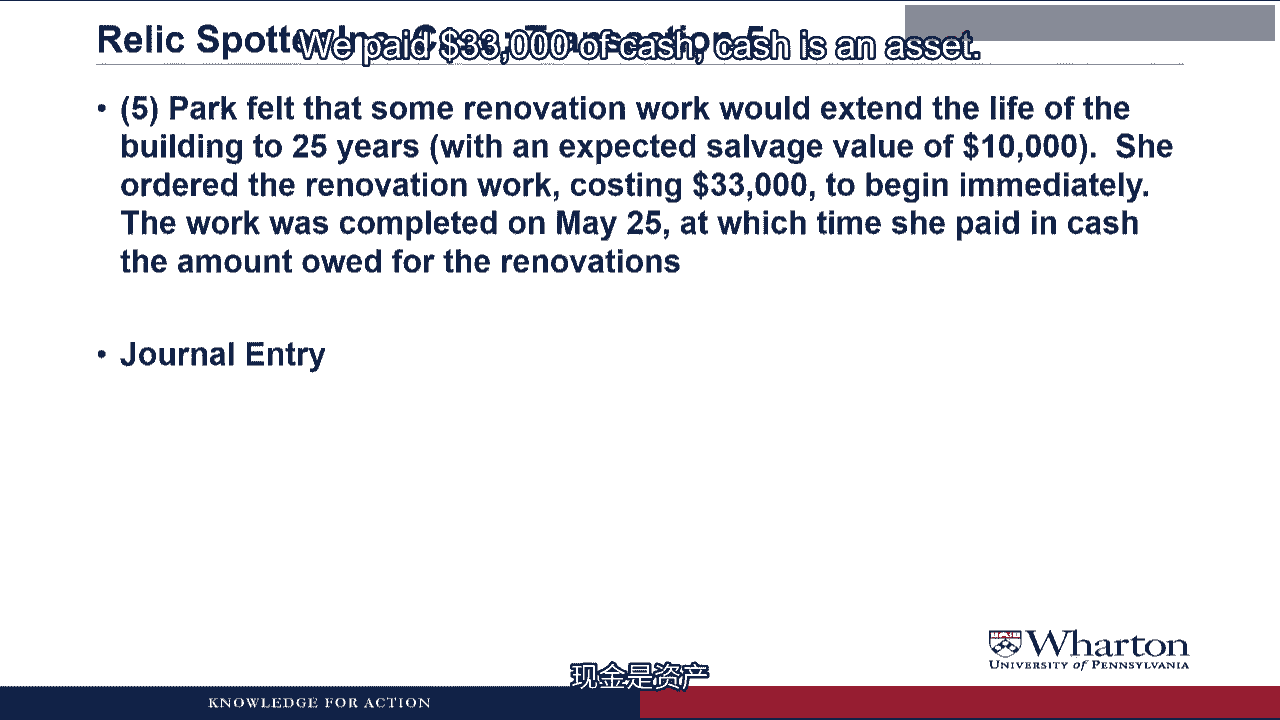 Relic Spotter Inc. Case: Transaction 5
We paid $33,000 of cash, cash is an asset.
• (5) Park felt that some renovation work would extend the life of the
building to 25 years (with an expected salvage value of $10,000). She
ordered the renovation work, costing $33,000, to begin immediately.
The work was completed on May 25, at which time she paid in cash
the amount owed for the renovations
• Journal Entry
Wharton
UNIVERSITY of PENNSYLVANIA
现金是资产
KNOWLEDGE FOR ACTION